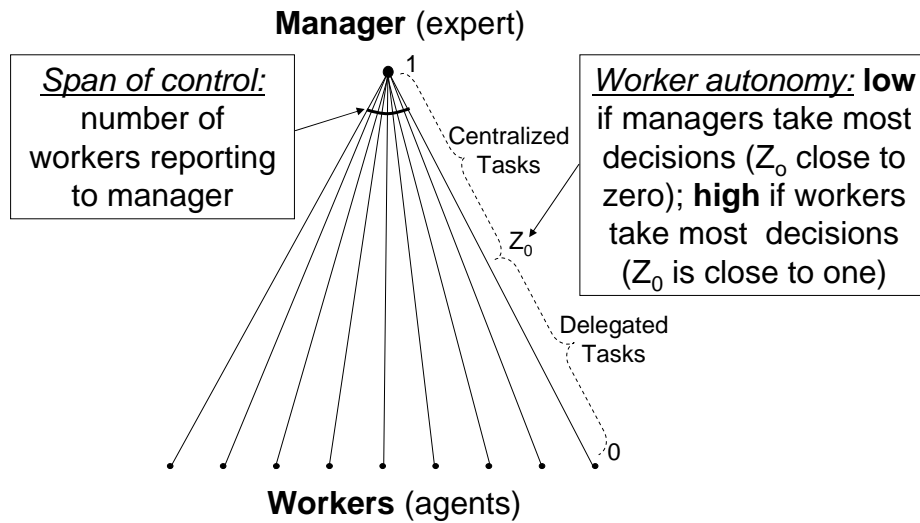 Manager (expert)
Span of control:
number of
workers reporting
to manager
1
Centralized
Tasks
Worker autonomy: low
if managers take most
decisions (Zo close to
zero); high if workers
take most decisions
(Z0 is close to one)
Z0
Delegated
Tasks
0
Workers (agents)